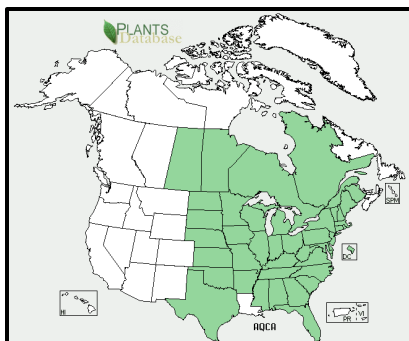 PLANTS
Database
SPM
DC
HI
PR
VI
AQCA